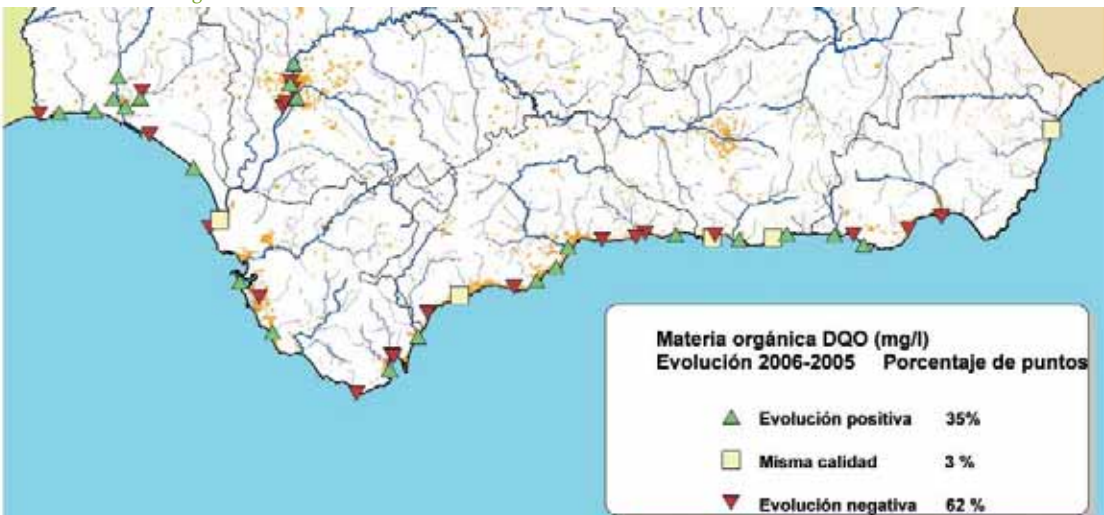 Materia orgánica DQO (mg/l)
Evolución 2006-2005 Porcentaje de puntos
Evolución positiva 35%
Misma calidad 3 %
Evolución negativa 62 %